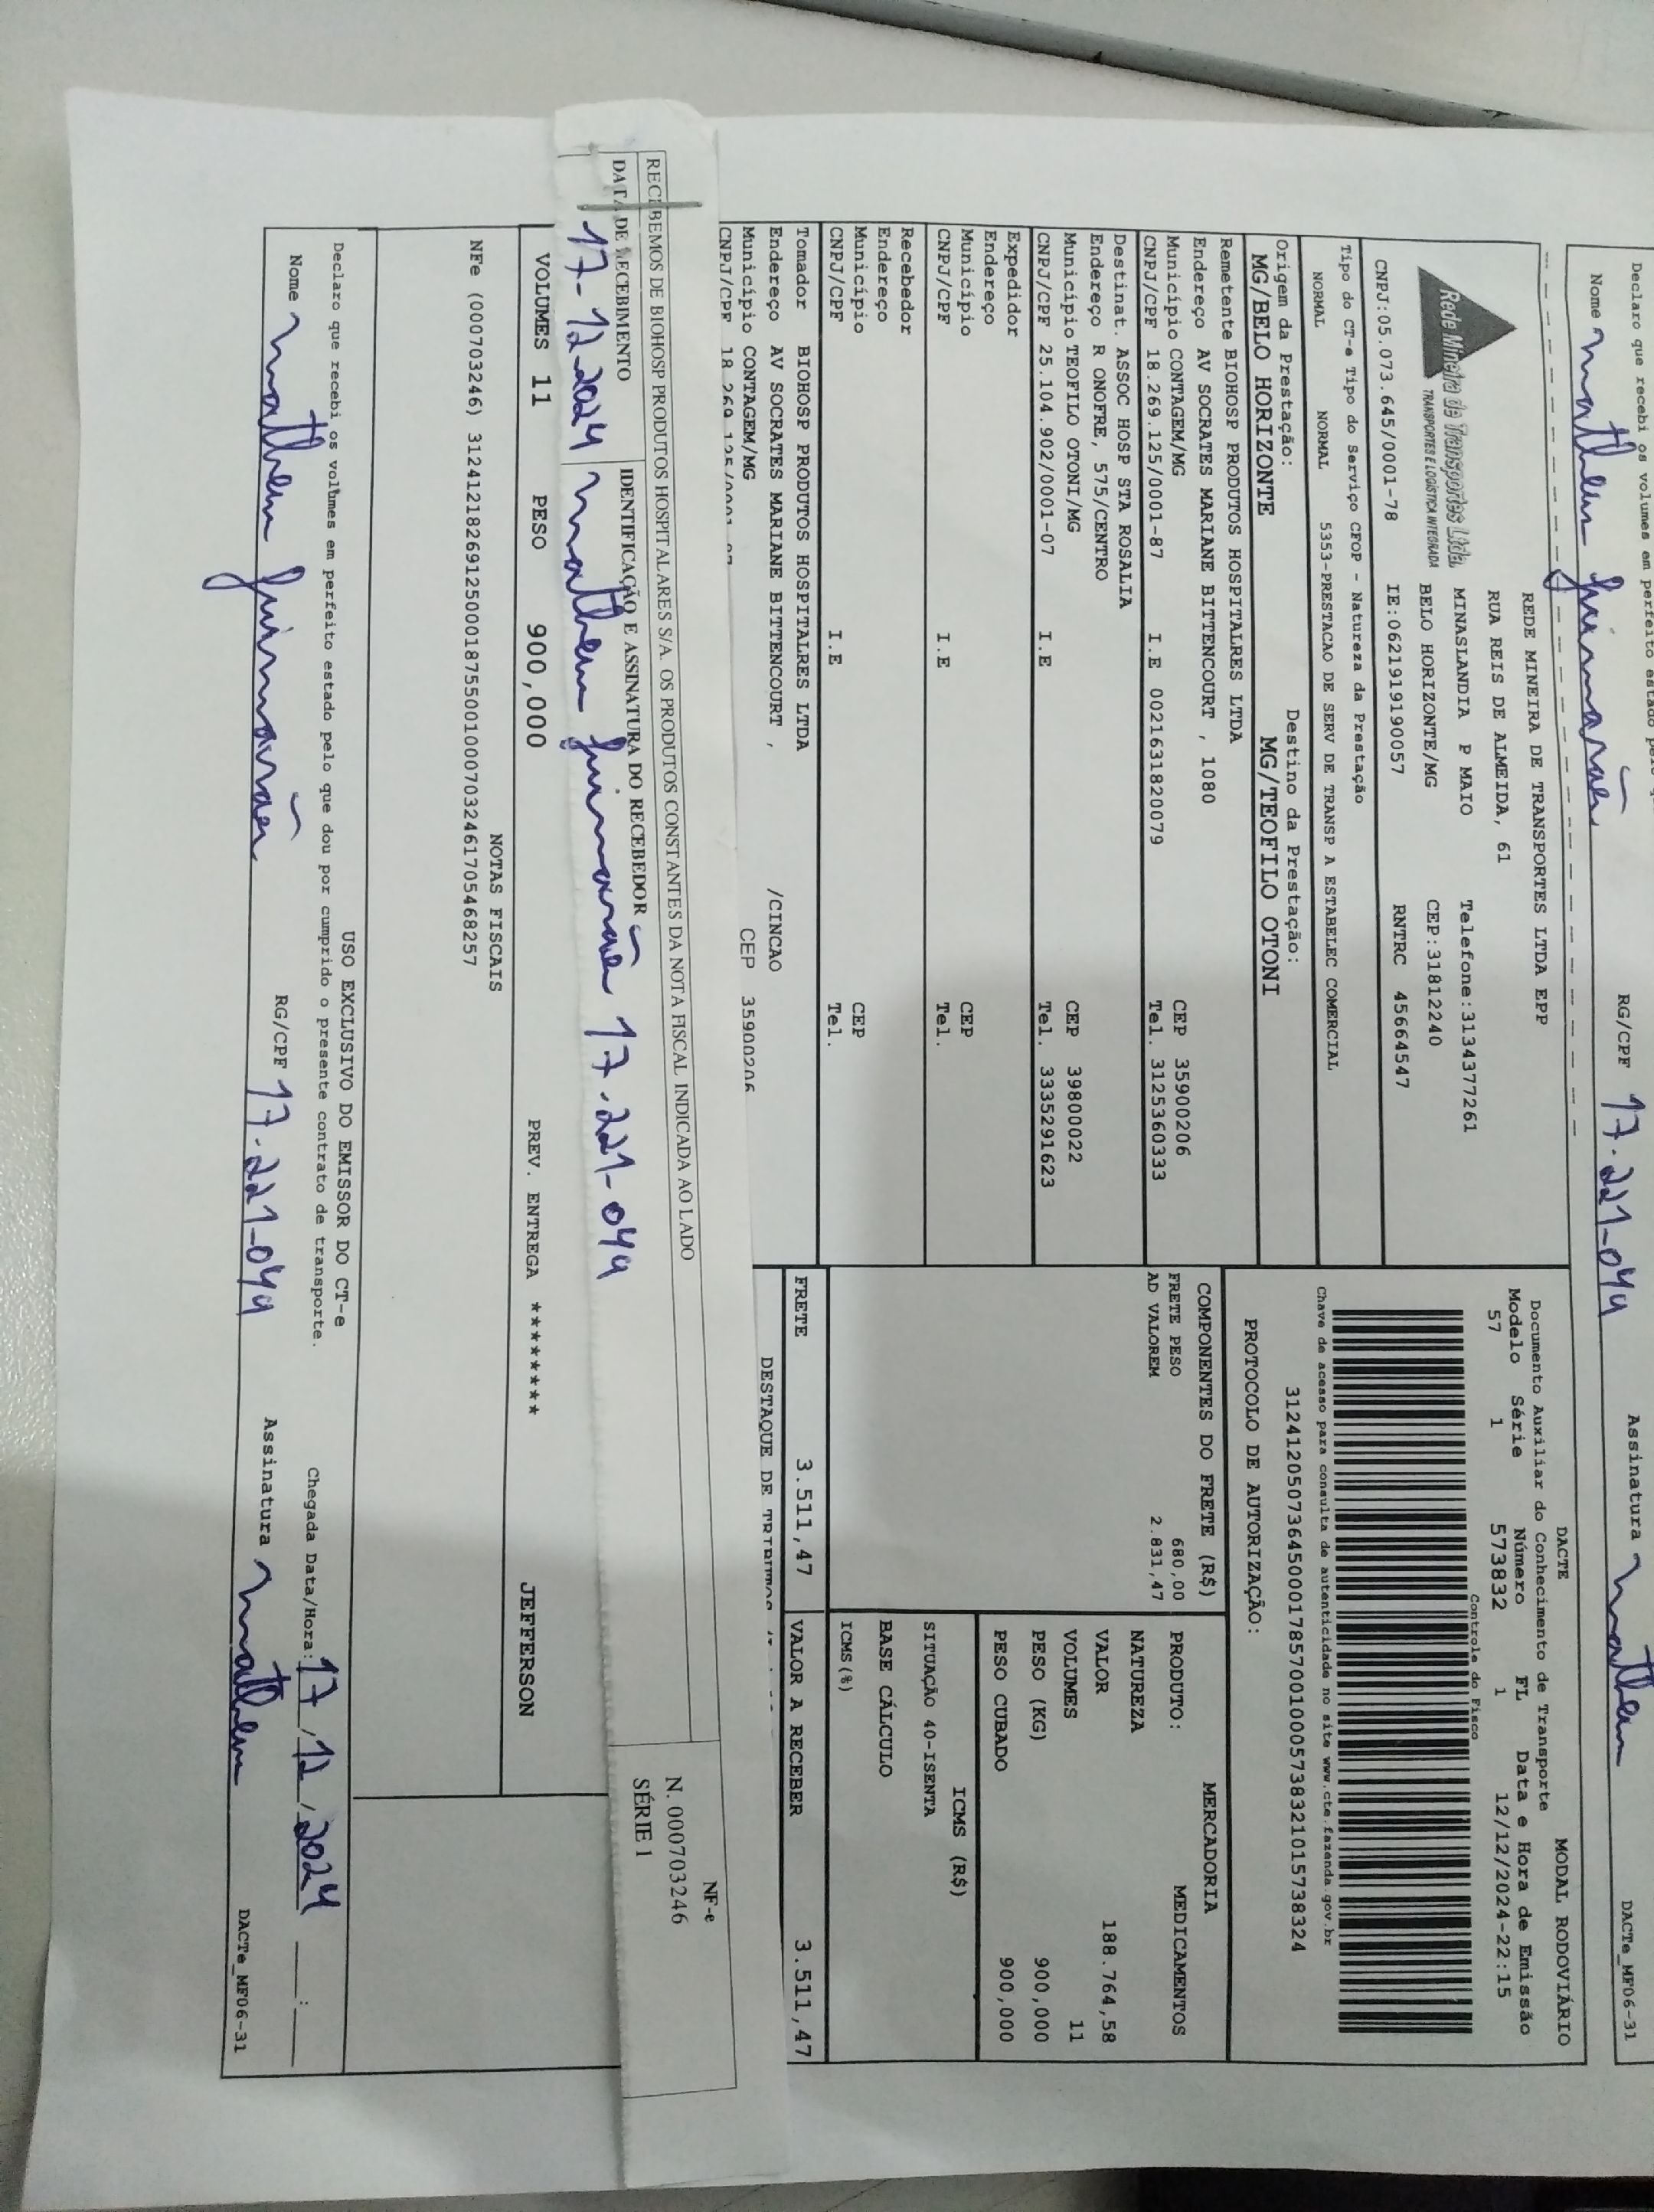 Declaro que recebi os volumes em perfeito estado
Nome Matheus Guimarães RG/CPF 17.221-044 Assinatura Matheus DACTe_MF06-31
Rede Mineira de Transportes Ltda.
TRANSPORTES E LOGÍSTICA INTEGRADA
REDE MINEIRA DE TRANSPORTES LTDA EPP
RUA REIS DE ALMEIDA, 61
MINASLANDIA P MAIO Telefone:3134377261
BELO HORIZONTE/MG CEP:31812240
CNPJ:05.073.645/0001-78 IE:0621919190057 RNTRC 45664547
DACTE MODAL RODOVIÁRIO
Documento Auxiliar do Conhecimento de Transporte
Modelo Série Número FL Data e Hora de Emissão
57 1 573832 1 12/12/2024-22:15
Controle do Fisco
Tipo do CT-e Tipo do Serviço CFOP - Natureza da Prestação
NORMAL NORMAL 5353-PRESTACAO DE SERV DE TRANSP A ESTABELEC COMERCIAL
Chave de acesso para consulta de autenticidade no site www.cte.fazenda.gov.br
31241205073645000178570010005738321015738324
Origem da Prestação: Destino da Prestação:
MG/BELO HORIZONTE MG/TEOFILO OTONI
PROTOCOLO DE AUTORIZAÇÃO:
Remetente BIOHOSP PRODUTOS HOSPITALRES LTDA
Endereço AV SOCRATES MARIANE BITTENCOURT , 1080
Município CONTAGEM/MG CEP 35900206
CNPJ/CPF 18.269.125/0001-87 I.E 0021631820079 Tel. 3125360333
Destinat. ASSOC HOSP STA ROSALIA
Endereço R ONOFRE, 575/CENTRO
Município TEOFILO OTONI/MG CEP 39800022
CNPJ/CPF 25.104.902/0001-07 I.E Tel. 3335291623
Expedidor
Endereço
Município CEP
CNPJ/CPF I.E Tel.
Recebedor
Endereço
Município CEP
CNPJ/CPF I.E Tel.
Tomador BIOHOSP PRODUTOS HOSPITALRES LTDA
Endereço AV SOCRATES MARIANE BITTENCOURT , /CINCAO
Município CONTAGEM/MG CEP 35900206
CNPJ/CPF 18.269.125/0001-87
COMPONENTES DO FRETE (R$)
FRETE PESO 680,00
AD VALOREM 2.831,47
MERCADORIA
PRODUTO: MEDICAMENTOS
NATUREZA
VALOR 188.764,58
VOLUMES 11
PESO (KG) 900,000
PESO CUBADO 900,000
ICMS (R$)
SITUAÇÃO 40-ISENTA
BASE CÁLCULO
ICMS(%)
FRETE 3.511,47 VALOR A RECEBER 3.511,47
DESTAQUE DE TRIBUTOS
RECEBEMOS DE BIOHOSP PRODUTOS HOSPITALARES S/A. OS PRODUTOS CONSTANTES DA NOTA FISCAL INDICADA AO LADO
DATA DE RECEBIMENTO IDENTIFICAÇÃO E ASSINATURA DO RECEBEDOR
17-12-2024 Matheus Guimarães 17.221-044
NF-e
N. 000703246
SÉRIE 1
VOLUMES 11 PESO 900,000 PREV. ENTREGA ******** JEFFERSON
NOTAS FISCAIS
NFe (000703246) 31241218269125000187550010007032461705468257
USO EXCLUSIVO DO EMISSOR DO CT-e
Declaro que recebi os volumes em perfeito estado pelo que dou por cumprido o presente contrato de transporte.
Chegada Data/Hora: 17/12/2024 ___:___
Nome Matheus Guimarães RG/CPF 17.221-044 Assinatura Matheus DACTe_MF06-31